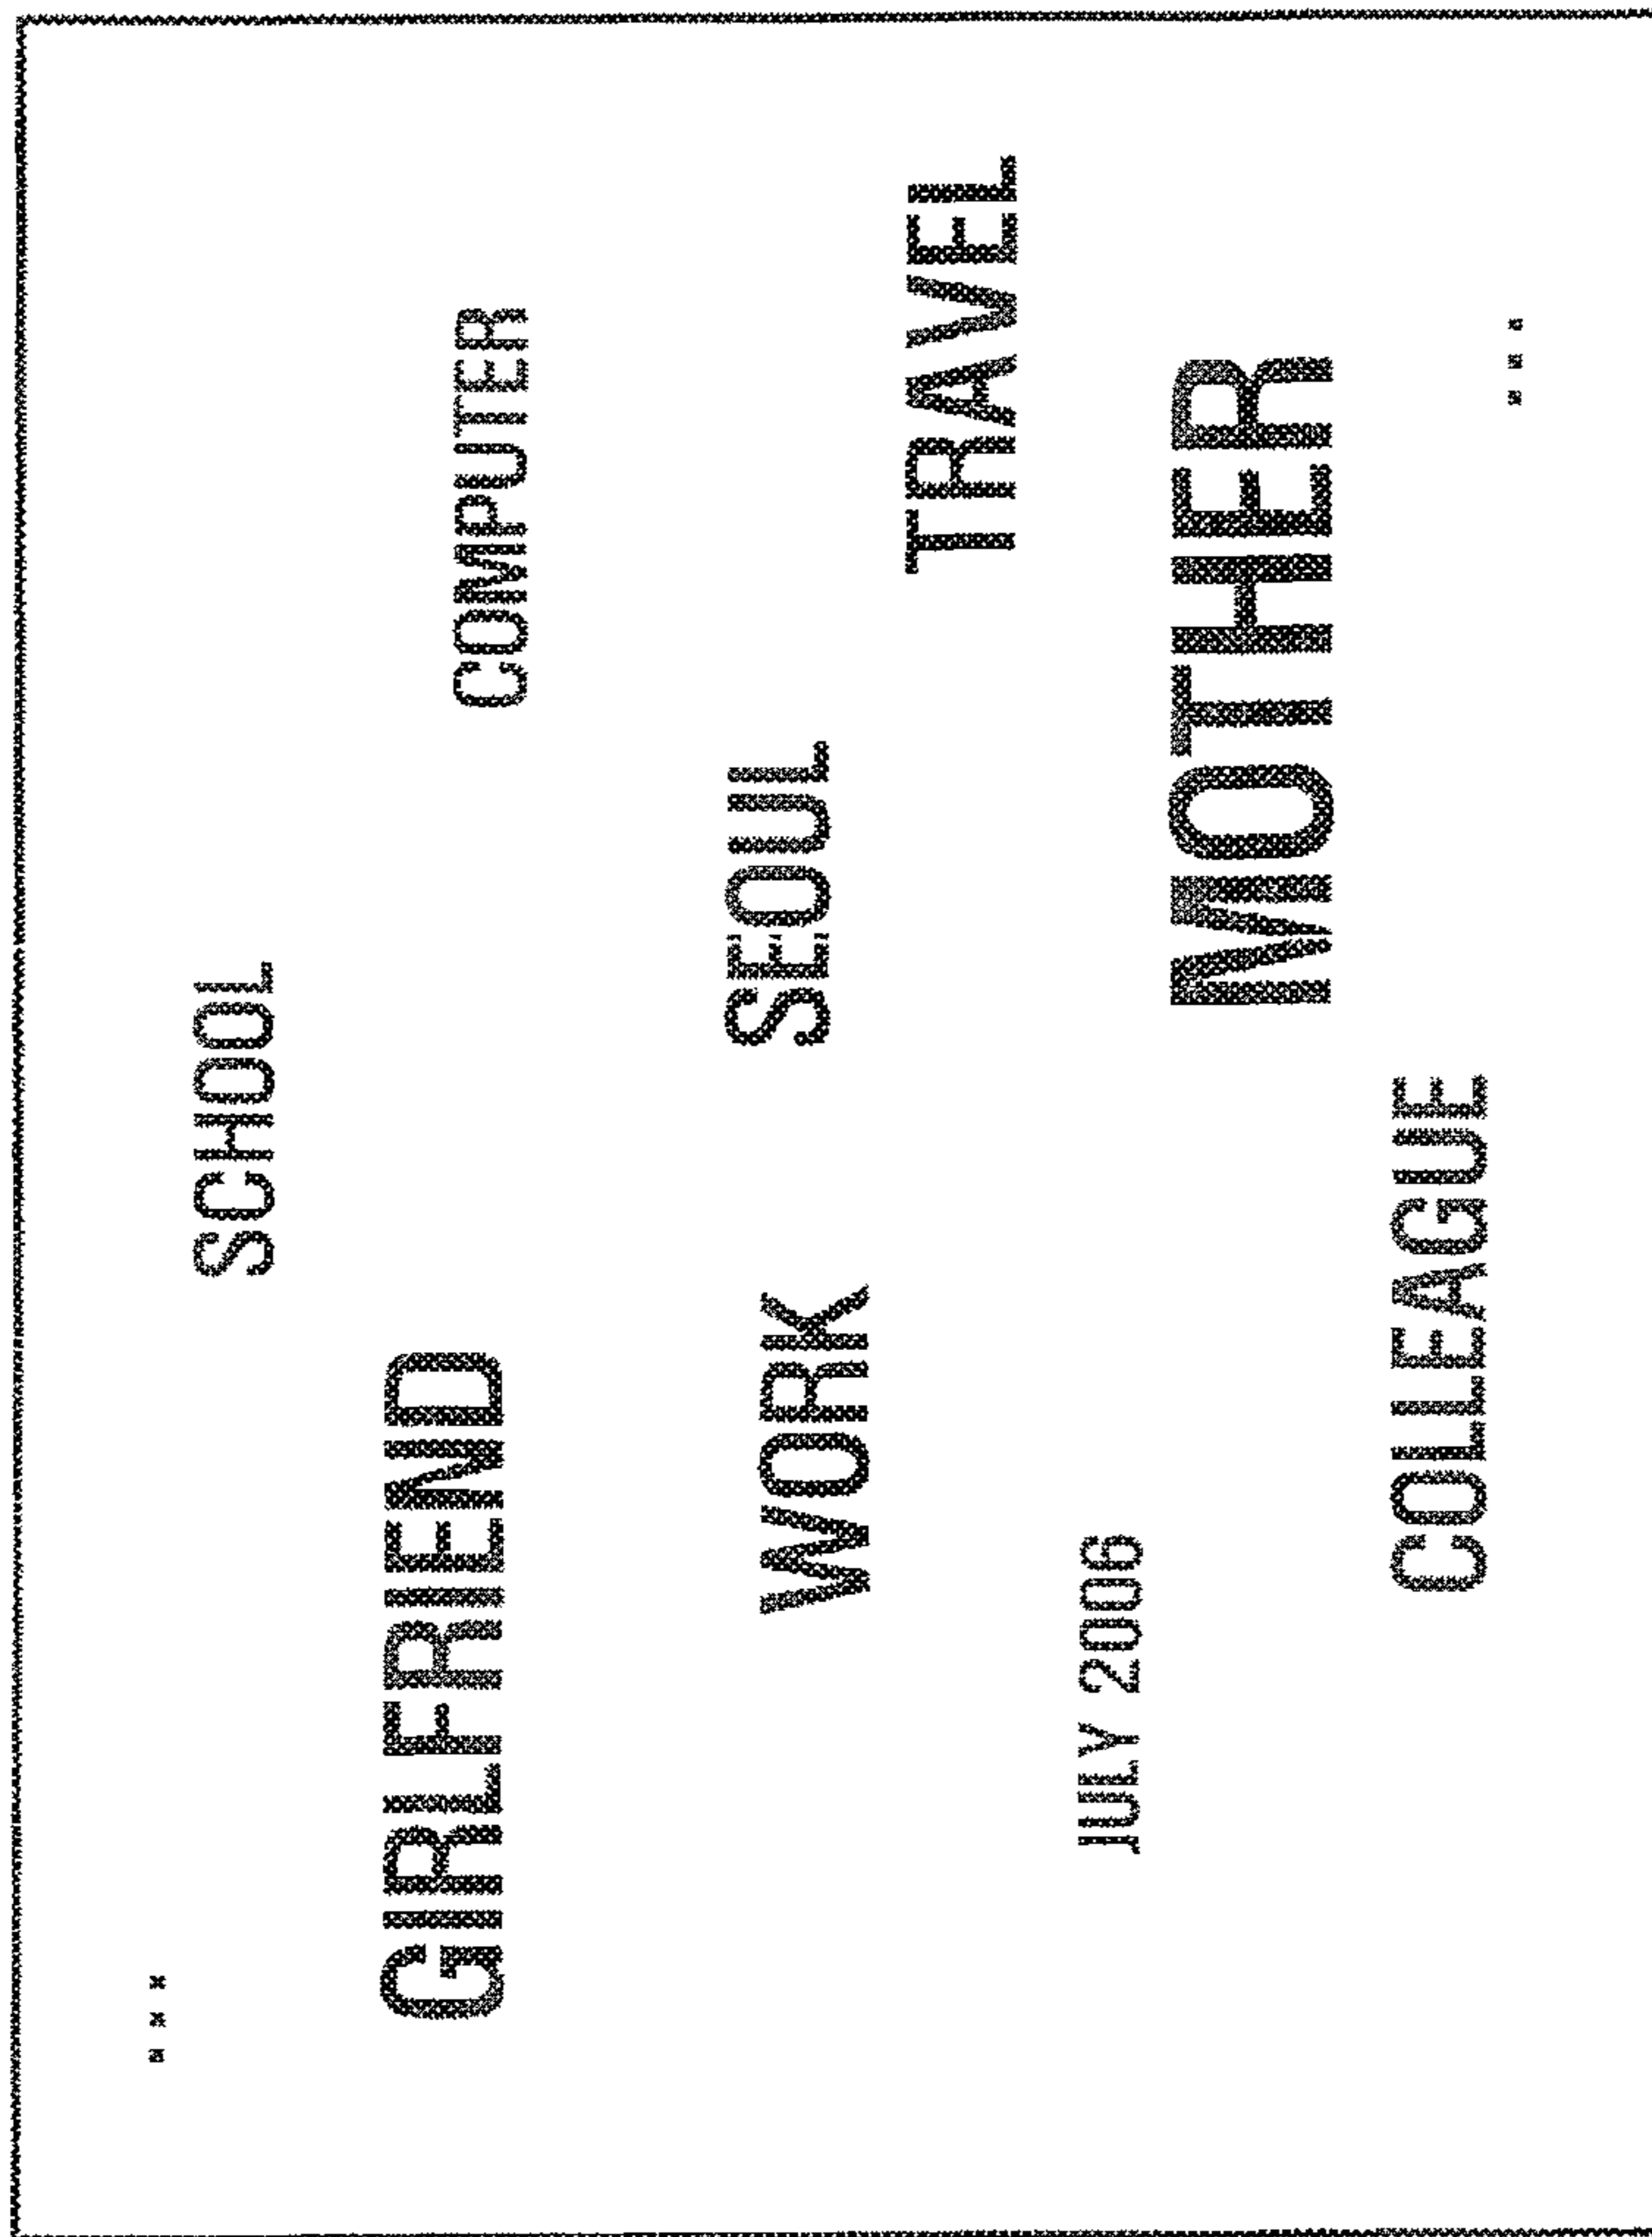 ...
SCHOOL
GIRLFRIEND
COMPUTER
SEOUL
WORK
TRAVEL
JULY 2006
MOTHER
COLLEAGUE
...